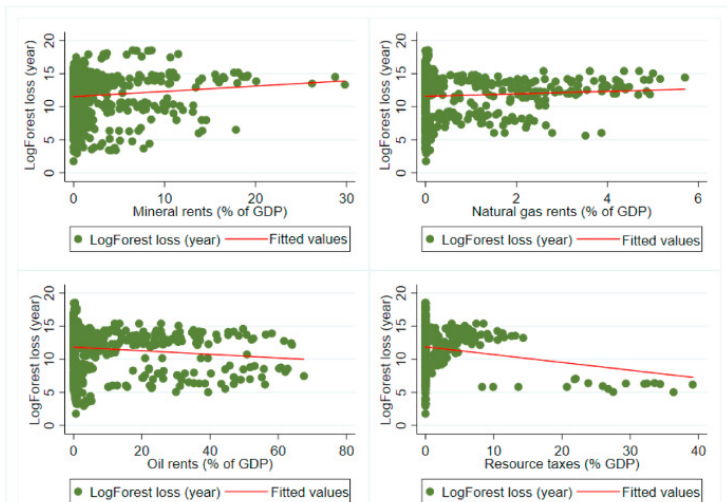 LogForest loss (year)
20
15
10
5
0
0 10 20 30
Mineral rents (% of GDP)
LogForest loss (year) Fitted values
LogForest loss (year)
20
15
10
5
0
0 2 4 6
Natural gas rents (% of GDP)
LogForest loss (year) Fitted values
LogForest loss (year)
20
15
10
5
0
0 20 40 60 80
Oil rents (% of GDP)
LogForest loss (year) Fitted values
LogForest loss (year)
20
15
10
5
0
0 10 20 30 40
Resource taxes (% GDP)
LogForest loss (year) Fitted values